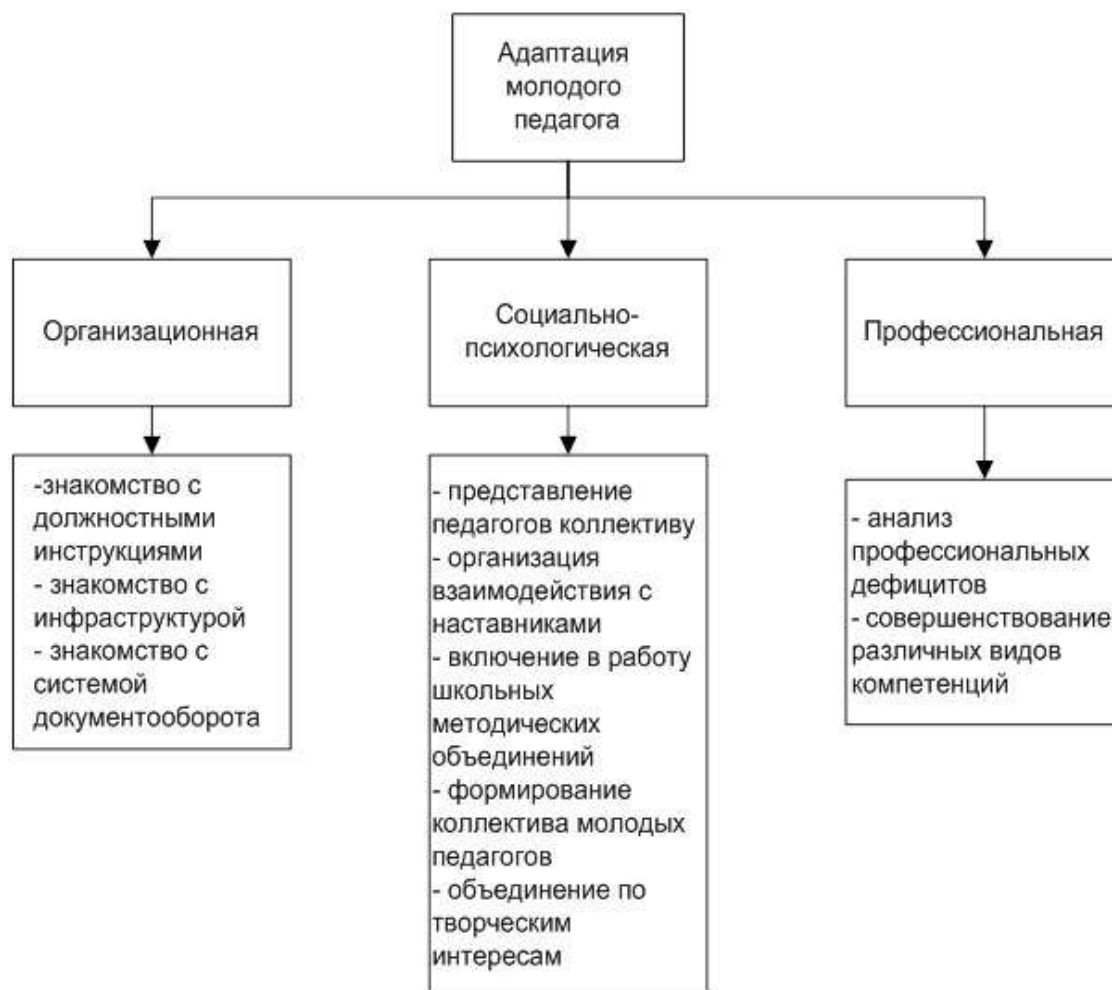 Адаптация
молодого
педагога
Организационная
Социально-
психологическая
Профессиональная
-знакомство с
должностными
инструкциями
- знакомство с
инфраструктурой
- знакомство с
системой
документооборота
- представление
педагогов коллективу
- организация
взаимодействия с
наставниками
- включение в работу
школьных
методических
объединений
- формирование
коллектива молодых
педагогов
- объединение по
творческим
интересам
- анализ
профессиональных
дефицитов
- совершенствование
различных видов
компетенций